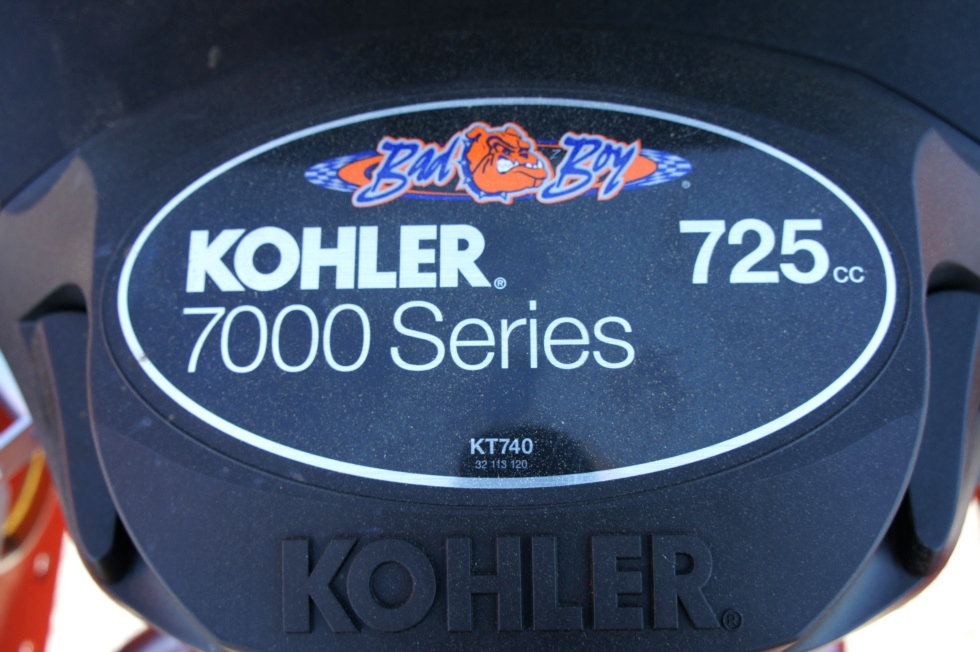 Bad Boy®
KOHLER® 725cc
7000 Series
KT740
32 113 120
KOHLER®